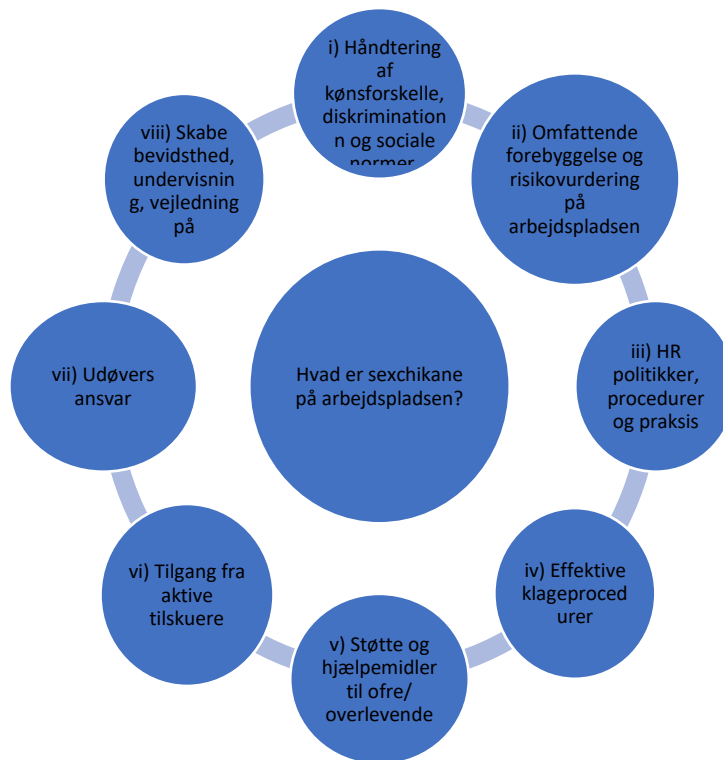 i) Håndtering
af
kønsforskelle,
discrimination
n og sociale
normer
ii) Omfattende
forebyggelse og
risikovurdering
på
arbejdspladsen
iii) HR
politikker,
procedurer
og praksis
iv) Effektive
klageproced
urer
v) Støtte og
hjælpemidler
til ofre/
overlevende
vi) Tilgang fra
aktive
tilskuere
vii) Udøvers
ansvar
viii) Skabe
bevidsthed,
undervisnin
g, vejledning
på
Hvad er sexchikane
på arbejdspladsen?